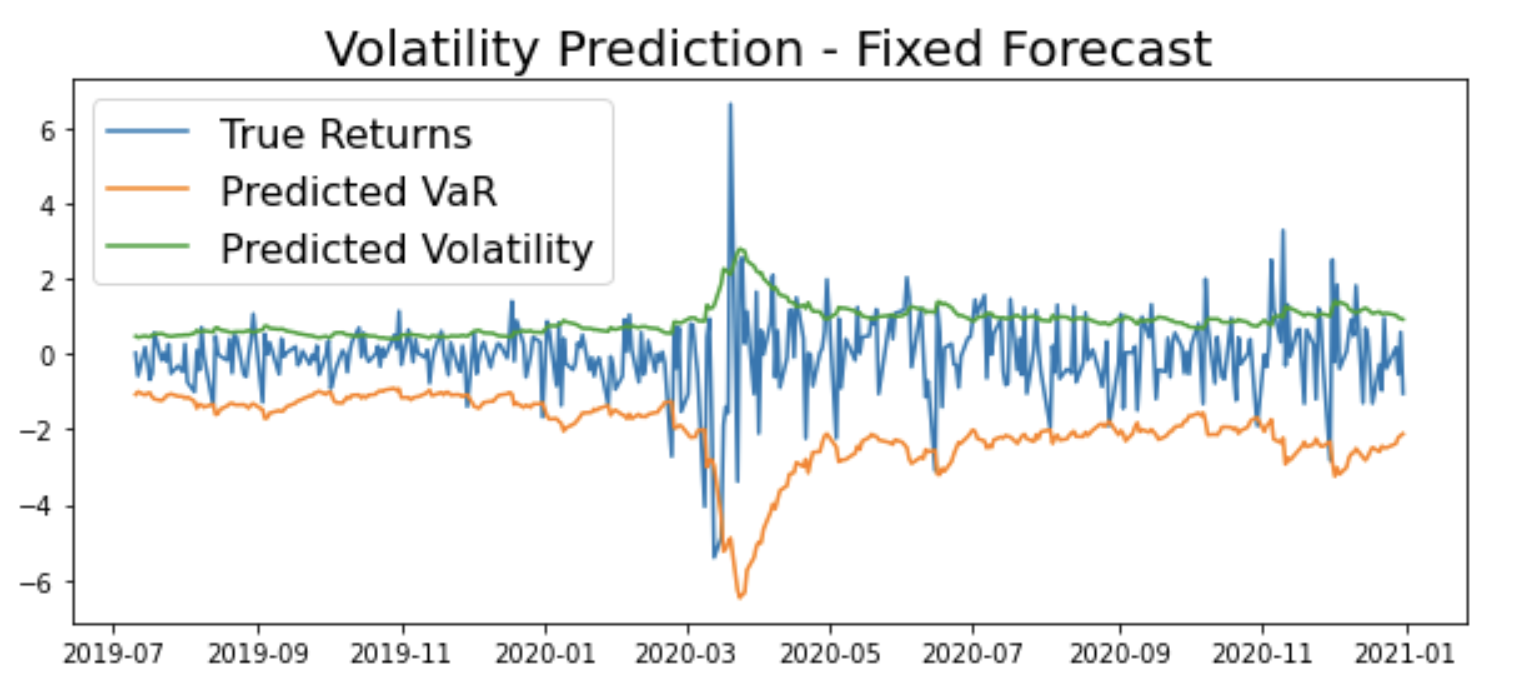 Volatility Prediction - Fixed Forecast
True Returns
Predicted VaR
Predicted Volatility
6
4
2
0
−2
−4
−6
2019-07 2019-09 2019-11 2020-01 2020-03 2020-05 2020-07 2020-09 2020-11 2021-01